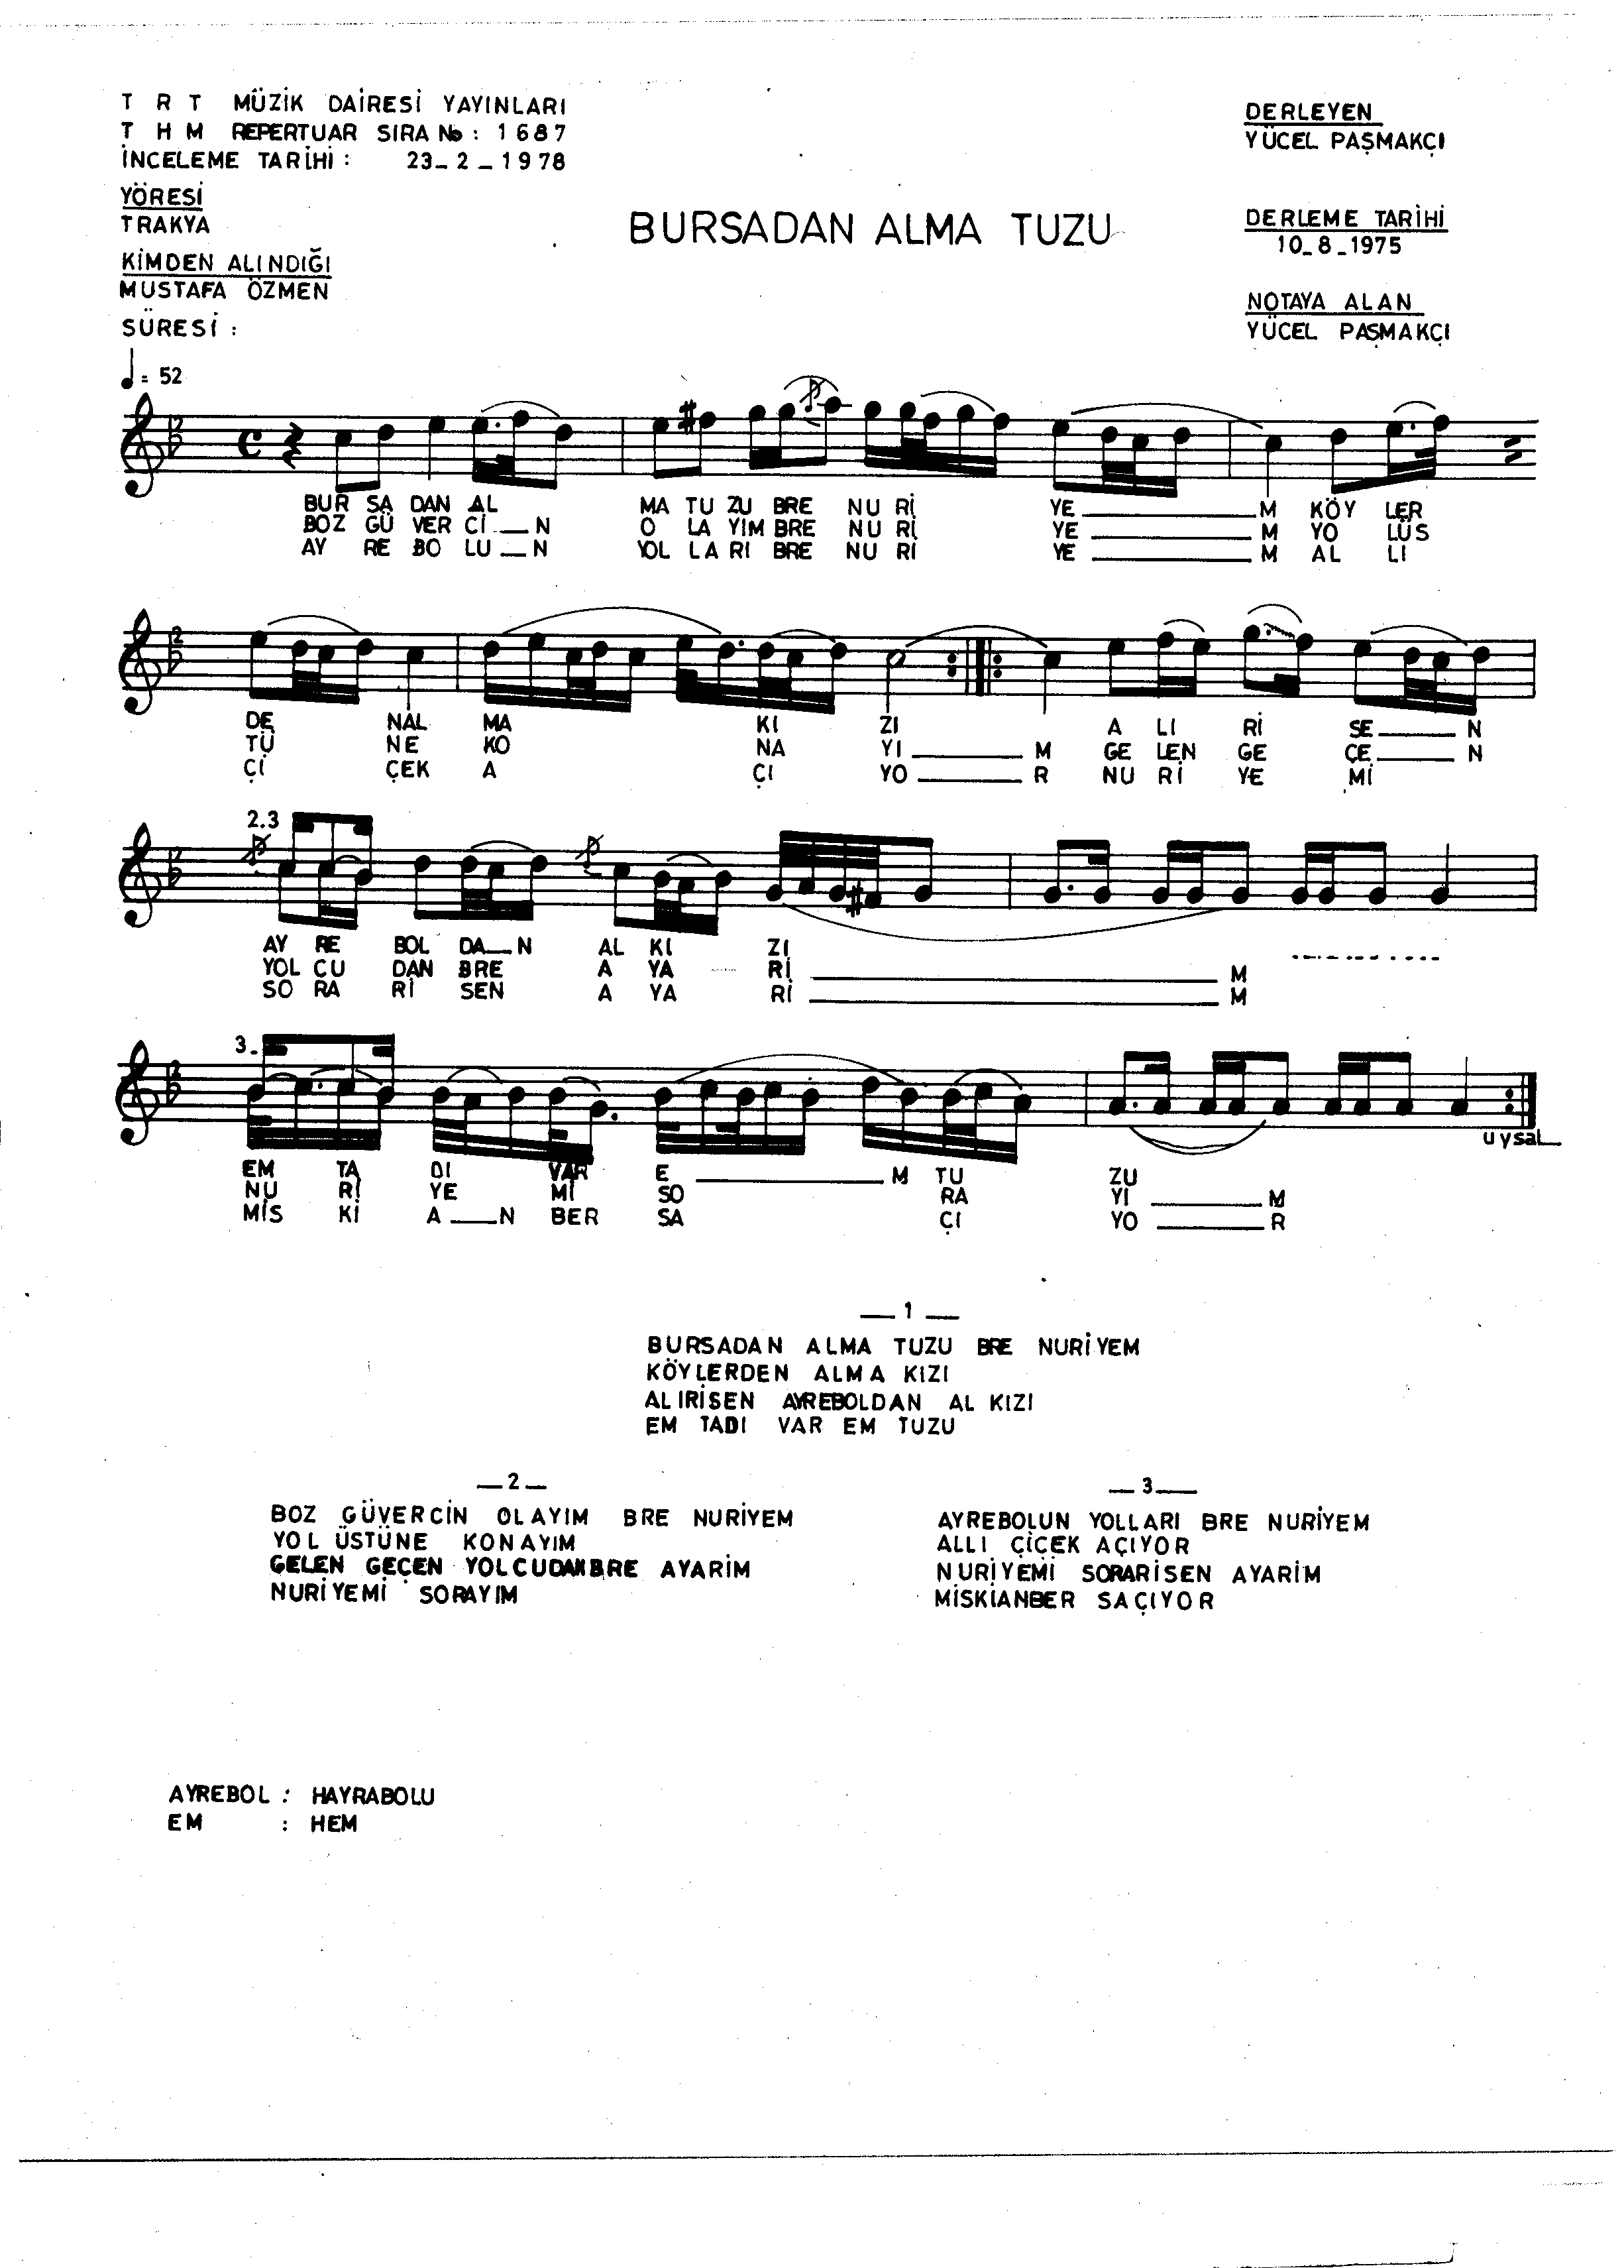 T R T MÜZİK DAİRESİ YAYINLARI
T H M REPERTUAR SIRA No : 1687
İNCELEME TARİHİ : 23_2_1978
YÖRESİ
TRAKYA
KİMDEN ALINDIĞI
MUSTAFA ÖZMEN
SÜRESİ :
BURSADAN ALMA TUZU
DERLEYEN
YÜCEL PAŞMAKÇI
DERLEME TARİHİ
10_8_1975
NOTAYA ALAN
YÜCEL PAŞMAKÇI
= 52
BUR SA DAN AL MA TU ZU BRE NU Rİ YE M KÖY LER
BOZ GÜ VER Cİ N O LA YIM BRE NU Rİ YE M YO LÜS
AY RE BO LU N YOL LA RI BRE NU RI YE M AL LI
DE NAL MA KI ZI A LI Rİ SE N
TÜ NE KO NA YI M GE LEN GE ÇE N
Çİ ÇEK A ÇI YO R NU Rİ YE Mİ
2.3
AY RE BOL DA N AL KI ZI
YOL CU DAN BRE A YA Rİ M
SO RA Rİ SEN A YA Rİ M
3.
EM TA DI VAR E M TU ZU
NU Rİ YE Mİ SO RA YI M
MİS Kİ A N BER SA ÇI YO R
uysal
1
BURSADAN ALMA TUZU BRE NURİYEM
KÖYLERDEN ALMA KIZI
ALIRİSEN AYREBOLDAN AL KIZI
EM TADI VAR EM TUZU
2
BOZ GÜVERCİN OLAYIM BRE NURİYEM
YOL ÜSTÜNE KONAYIM
GELEN GEÇEN YOLCUDAN BRE AYARİM
NURİYEMİ SORAYIM
3
AYREBOLUN YOLLARI BRE NURİYEM
ALLI ÇİÇEK AÇIYOR
NURİYEMİ SORARİSEN AYARİM
MİSKİANBER SAÇIYOR
AYREBOL : HAYRABOLU
EM : HEM